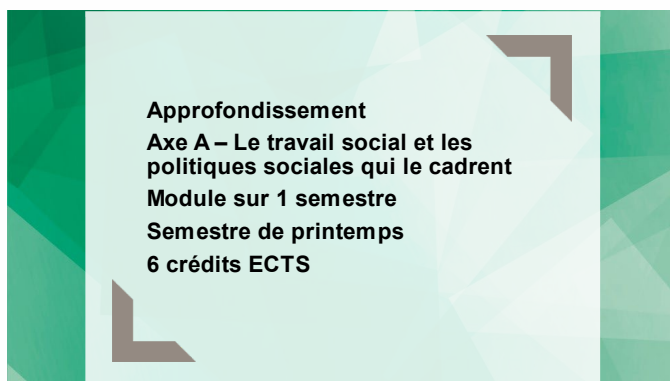 Approfondissement
Axe A – Le travail social et les
politiques sociales qui le cadrent
Module sur 1 semestre
Semestre de printemps
6 crédits ECTS